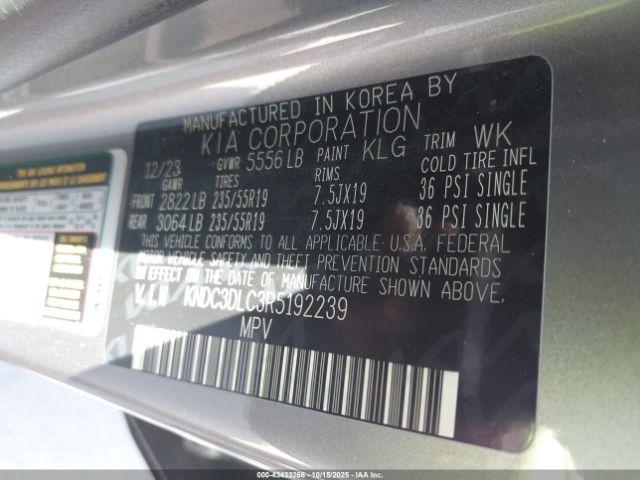 MANUFACTURED IN KOREA BY
KIA CORPORATION
12/23 GVWR 5556 LB PAINT KLG TRIM WK
GAWR TIRES RIMS COLD TIRE INFL
FRONT 2822 LB 235/55R19 7.5JX19 36 PSI SINGLE
REAR 3064 LB 235/55R19 7.5JX19 36 PSI SINGLE
THIS VEHICLE CONFORMS TO ALL APPLICABLE U.S.A. FEDERAL
MOTOR VEHICLE SAFETY AND THEFT PREVENTION STANDARDS
IN EFFECT ON THE DATE OF MANUFACTURE SHOWN ABOVE.
V.I.N KNDC3DLC3R5192239
MPV
000-43433266 - 10/15/2025 - IAAI.COM